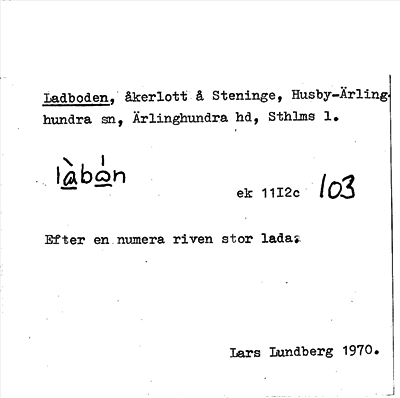 Ladboden, åkerlott å Steninge, Husby-Ärling-
hundra sn, Ärlinghundra hd, Sthlms l.
ek 11I2c 103
Efter en numera riven stor lada.
Lars Lundberg 1970.